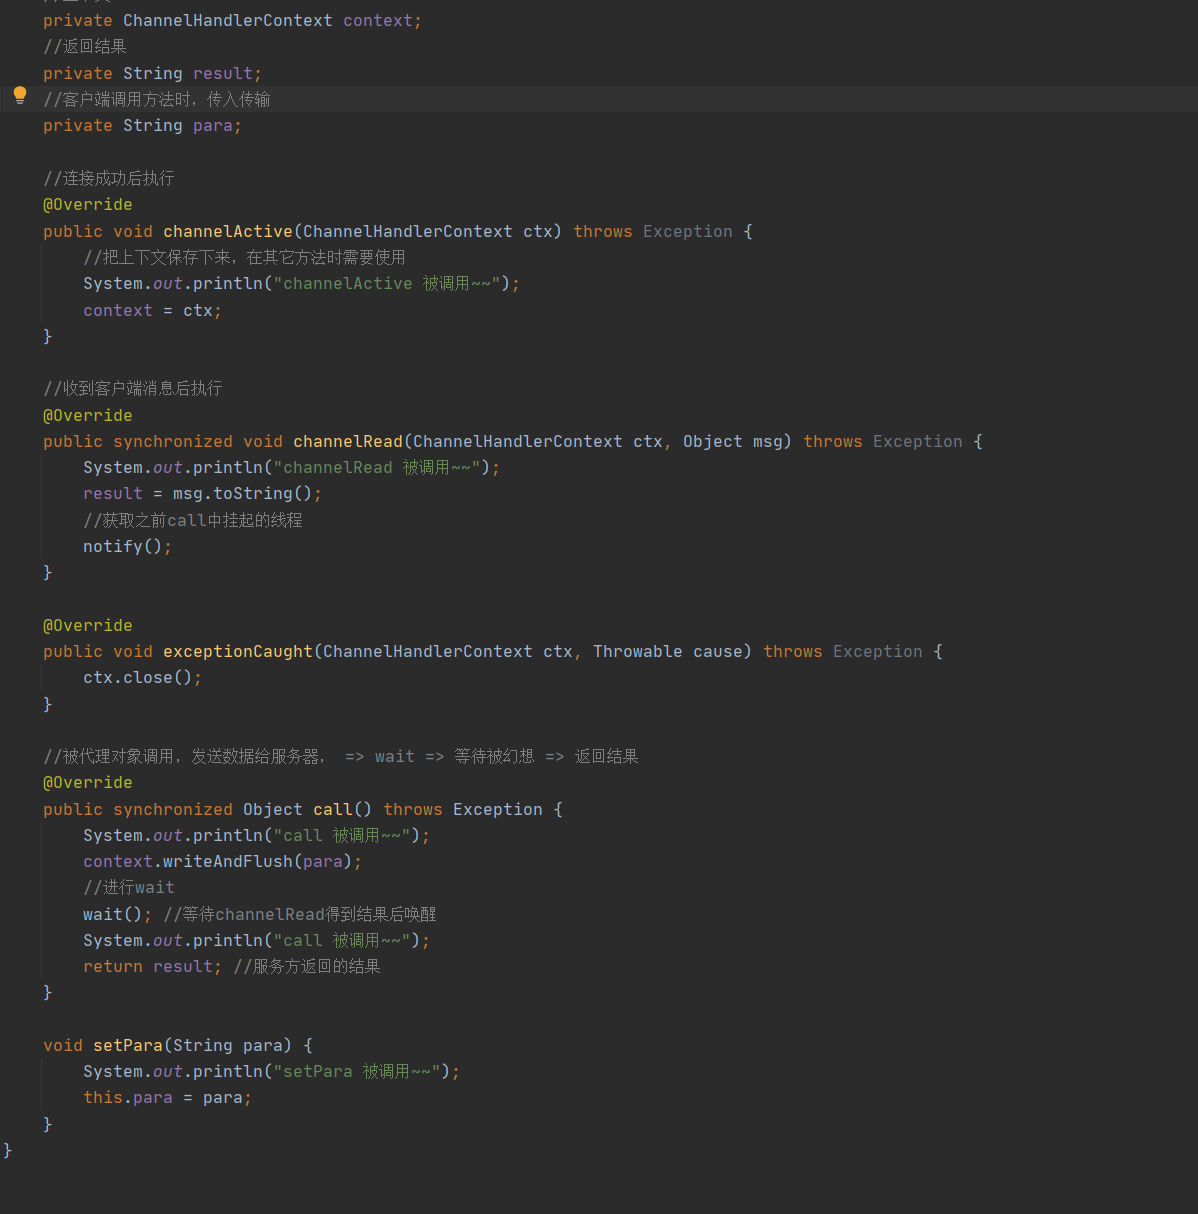 private ChannelHandlerContext context;
//返回结果
private String result;
//客户端调用方法时，传入传输
private String para;
//连接成功后执行
@Override
public void channelActive(ChannelHandlerContext ctx) throws Exception {
//把上下文保存下来，在其它方法时需要使用
System.out.println("channelActive 被调用~~");
context = ctx;
}
//收到客户端消息后执行
@Override
public synchronized void channelRead(ChannelHandlerContext ctx, Object msg) throws Exception {
System.out.println("channelRead 被调用~~");
result = msg.toString();
//获取之前call中挂起的线程
notify();
}
@Override
public void exceptionCaught(ChannelHandlerContext ctx, Throwable cause) throws Exception {
ctx.close();
}
//被代理对象调用，发送数据给服务器， => wait => 等待被幻想 => 返回结果
@Override
public synchronized Object call() throws Exception {
System.out.println("call 被调用~~");
context.writeAndFlush(para);
//进行wait
wait(); //等待channelRead得到结果后唤醒
System.out.println("call 被调用~~");
return result; //服务方返回的结果
}
void setPara(String para) {
System.out.println("setPara 被调用~~");
this.para = para;
}
}